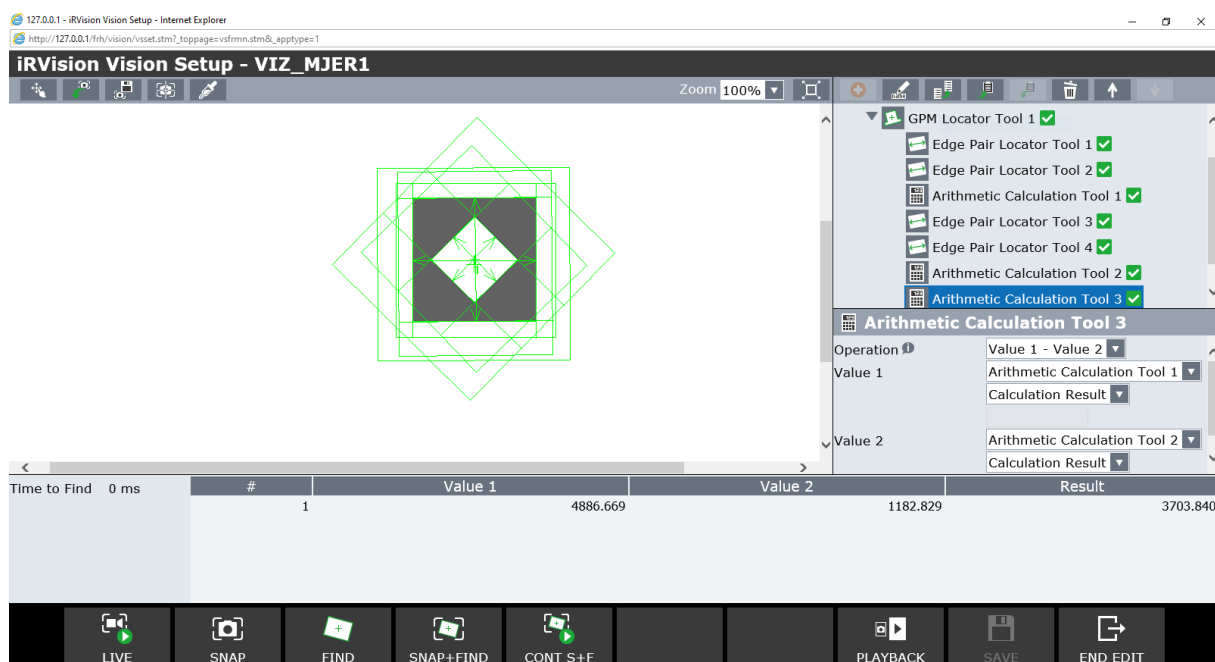 127.0.0.1 - iRVision Vision Setup - Internet Explorer
http://127.0.0.1/frh/vision/vsset.stm?_toppage=vsfrmn.stm&_apptype=1
iRVision Vision Setup - VIZ_MJER1
Zoom 100%
GPM Locator Tool 1
Edge Pair Locator Tool 1
Edge Pair Locator Tool 2
Arithmetic Calculation Tool 1
Edge Pair Locator Tool 3
Edge Pair Locator Tool 4
Arithmetic Calculation Tool 2
Arithmetic Calculation Tool 3
Arithmetic Calculation Tool 3
Operation Value 1 - Value 2
Value 1 Arithmetic Calculation Tool 1
Calculation Result
Value 2 Arithmetic Calculation Tool 2
Calculation Result
Time to Find 0 ms # Value 1 Value 2 Result
1 4886.669 1182.829 3703.840
LIVE SNAP FIND SNAP+FIND CONT S+F PLAYBACK SAVE END EDIT